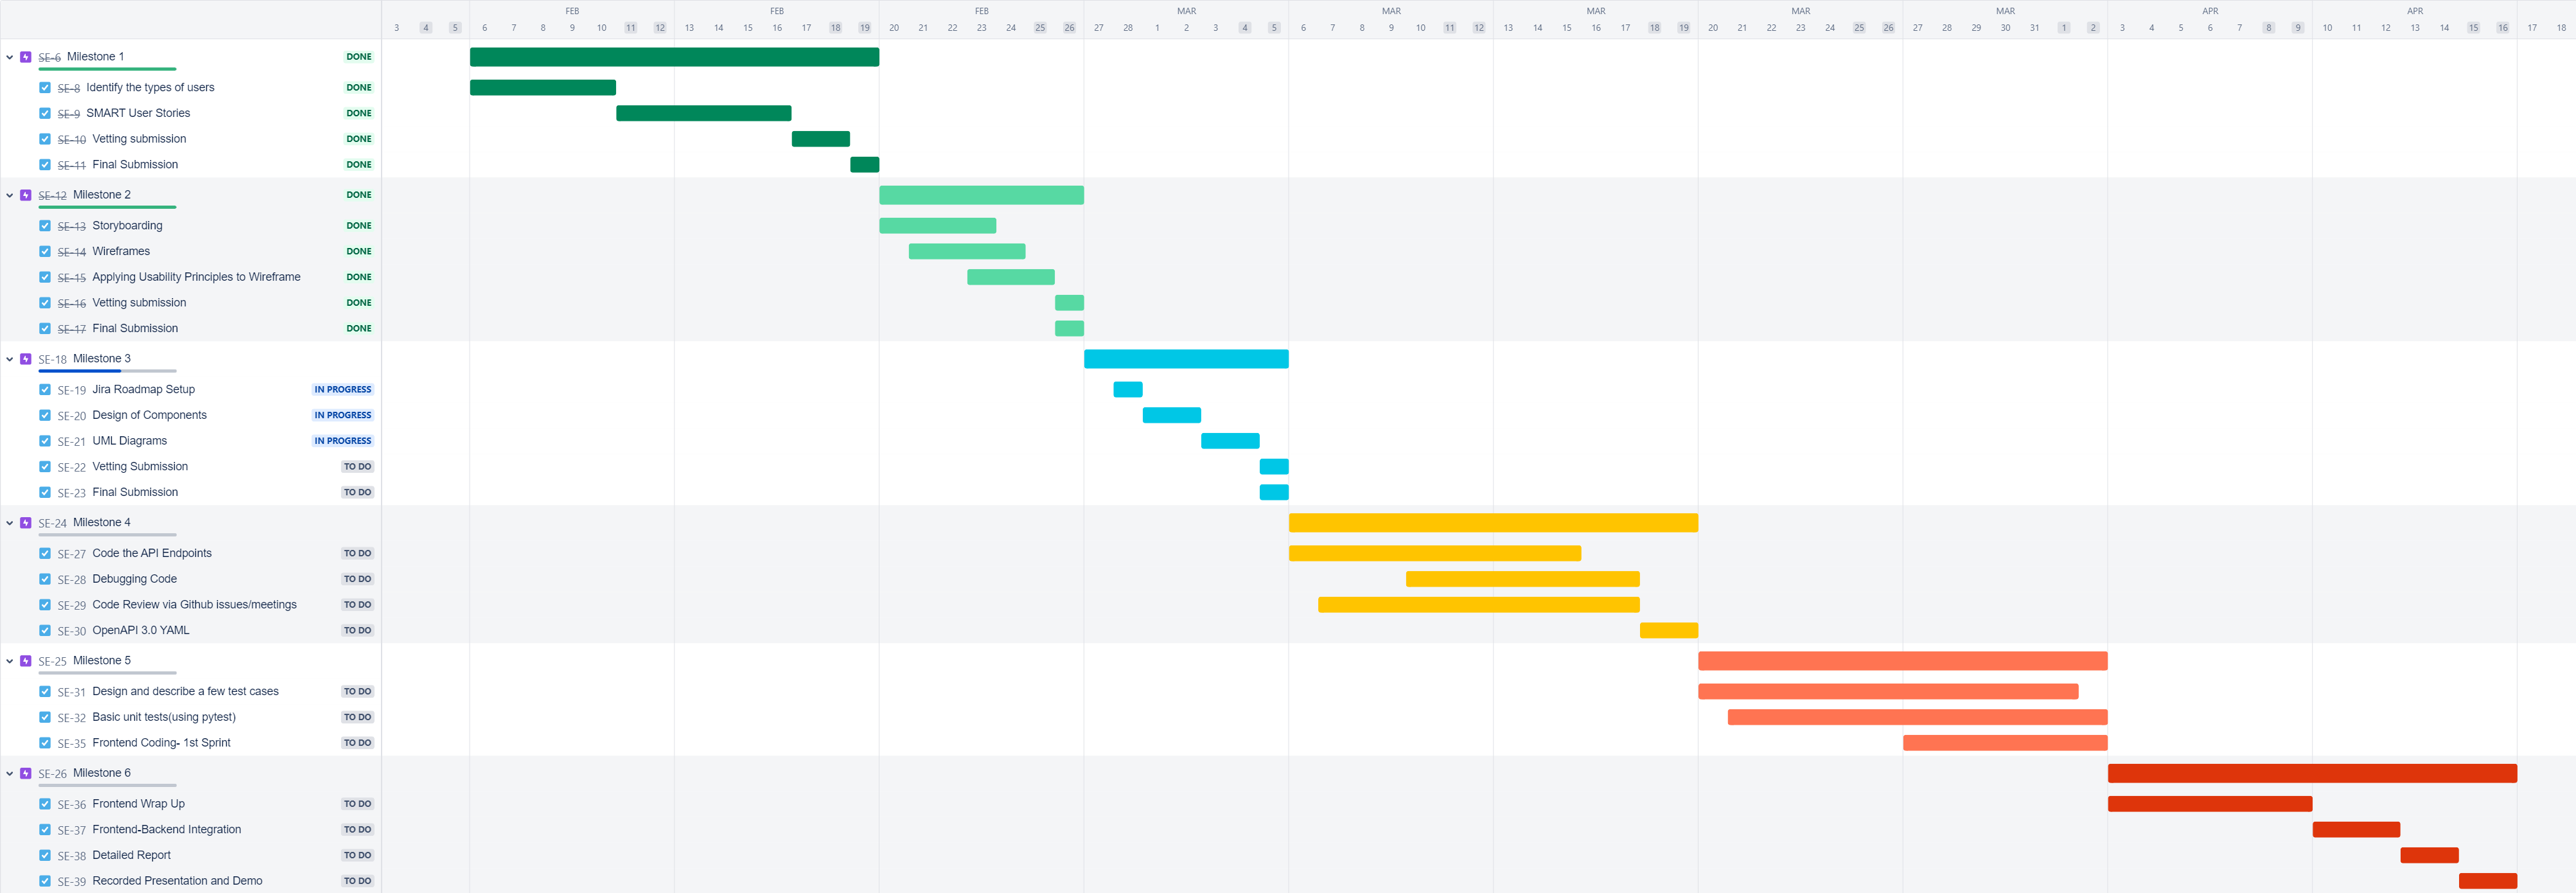 FEB FEB FEB MAR MAR MAR MAR MAR APR APR
3 4 5 6 7 8 9 10 11 12 13 14 15 16 17 18 19 20 21 22 23 24 25 26 27 28 1 2 3 4 5 6 7 8 9 10 11 12 13 14 15 16 17 18 19 20 21 22 23 24 25 26 27 28 29 30 31 1 2 3 4 5 6 7 8 9 10 11 12 13 14 15 16 17 18
SE-6 Milestone 1 DONE
SE-8 Identify the types of users DONE
SE-9 SMART User Stories DONE
SE-10 Vetting submission DONE
SE-11 Final Submission DONE
SE-12 Milestone 2 DONE
SE-13 Storyboarding DONE
SE-14 Wireframes DONE
SE-15 Applying Usability Principles to Wireframe DONE
SE-16 Vetting submission DONE
SE-17 Final Submission DONE
SE-18 Milestone 3
SE-19 Jira Roadmap Setup IN PROGRESS
SE-20 Design of Components IN PROGRESS
SE-21 UML Diagrams IN PROGRESS
SE-22 Vetting Submission TO DO
SE-23 Final Submission TO DO
SE-24 Milestone 4
SE-27 Code the API Endpoints TO DO
SE-28 Debugging Code TO DO
SE-29 Code Review via Github issues/meetings TO DO
SE-30 OpenAPI 3.0 YAML TO DO
SE-25 Milestone 5
SE-31 Design and describe a few test cases TO DO
SE-32 Basic unit tests(using pytest) TO DO
SE-35 Frontend Coding- 1st Sprint TO DO
SE-26 Milestone 6
SE-36 Frontend Wrap Up TO DO
SE-37 Frontend-Backend Integration TO DO
SE-38 Detailed Report TO DO
SE-39 Recorded Presentation and Demo TO DO